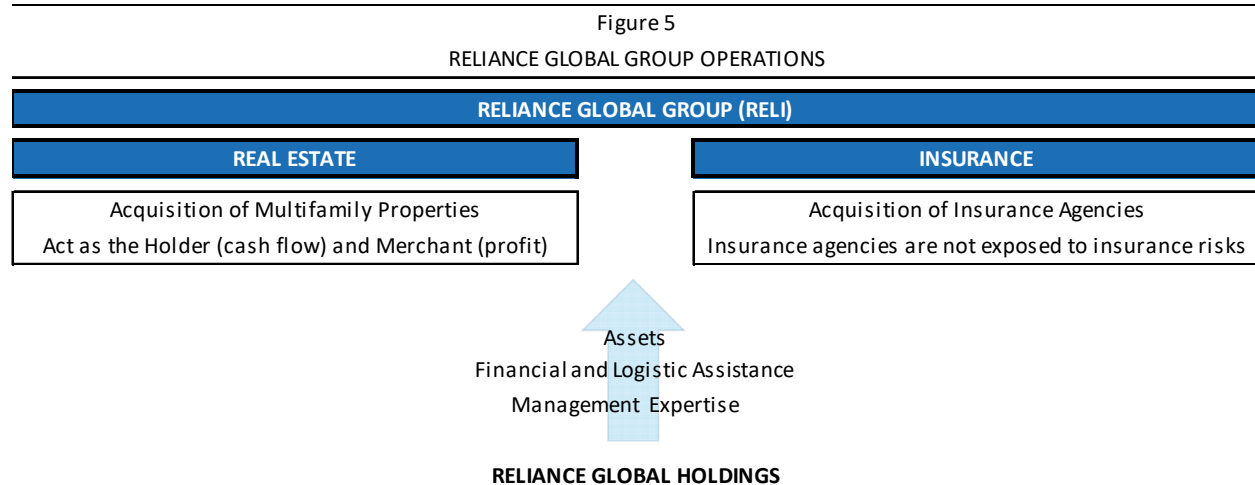 Figure 5
RELIANCE GLOBAL GROUP OPERATIONS
RELIANCE GLOBAL GROUP (RELI)
REAL ESTATE
Acquisition of Multifamily Properties
Act as the Holder (cash flow) and Merchant (profit)
INSURANCE
Acquisition of Insurance Agencies
Insurance agencies are not exposed to insurance risks
Assets
Financial and Logistic Assistance
Management Expertise
RELIANCE GLOBAL HOLDINGS